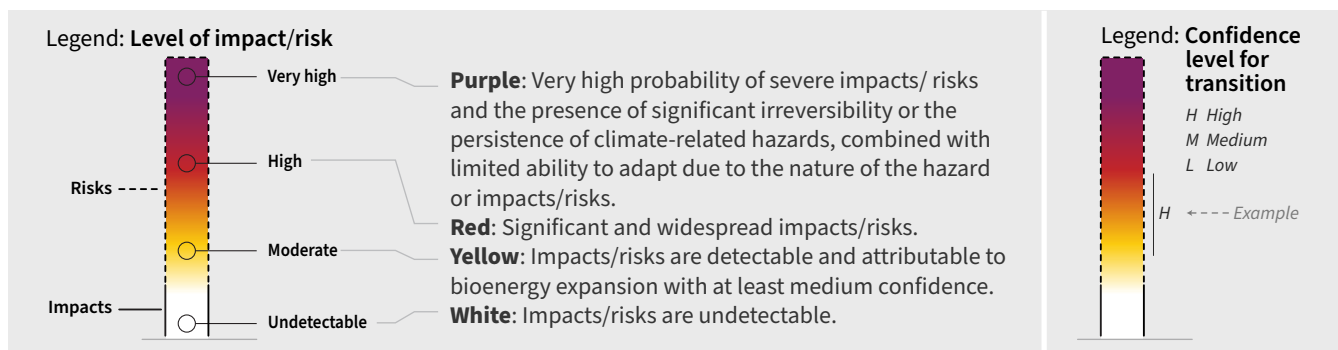 Legend: Level of impact/risk
Very high
High
Risks
Moderate
Impacts
Undetectable
Purple: Very high probability of severe impacts/ risks
and the presence of significant irreversibility or the
persistence of climate-related hazards, combined with
limited ability to adapt due to the nature of the hazard
or impacts/risks.
Red: Significant and widespread impacts/risks.
Yellow: Impacts/risks are detectable and attributable to
bioenergy expansion with at least medium confidence.
White: Impacts/risks are undetectable.
Legend: Confidence
level for
transition
H High
M Medium
L Low
H
Example